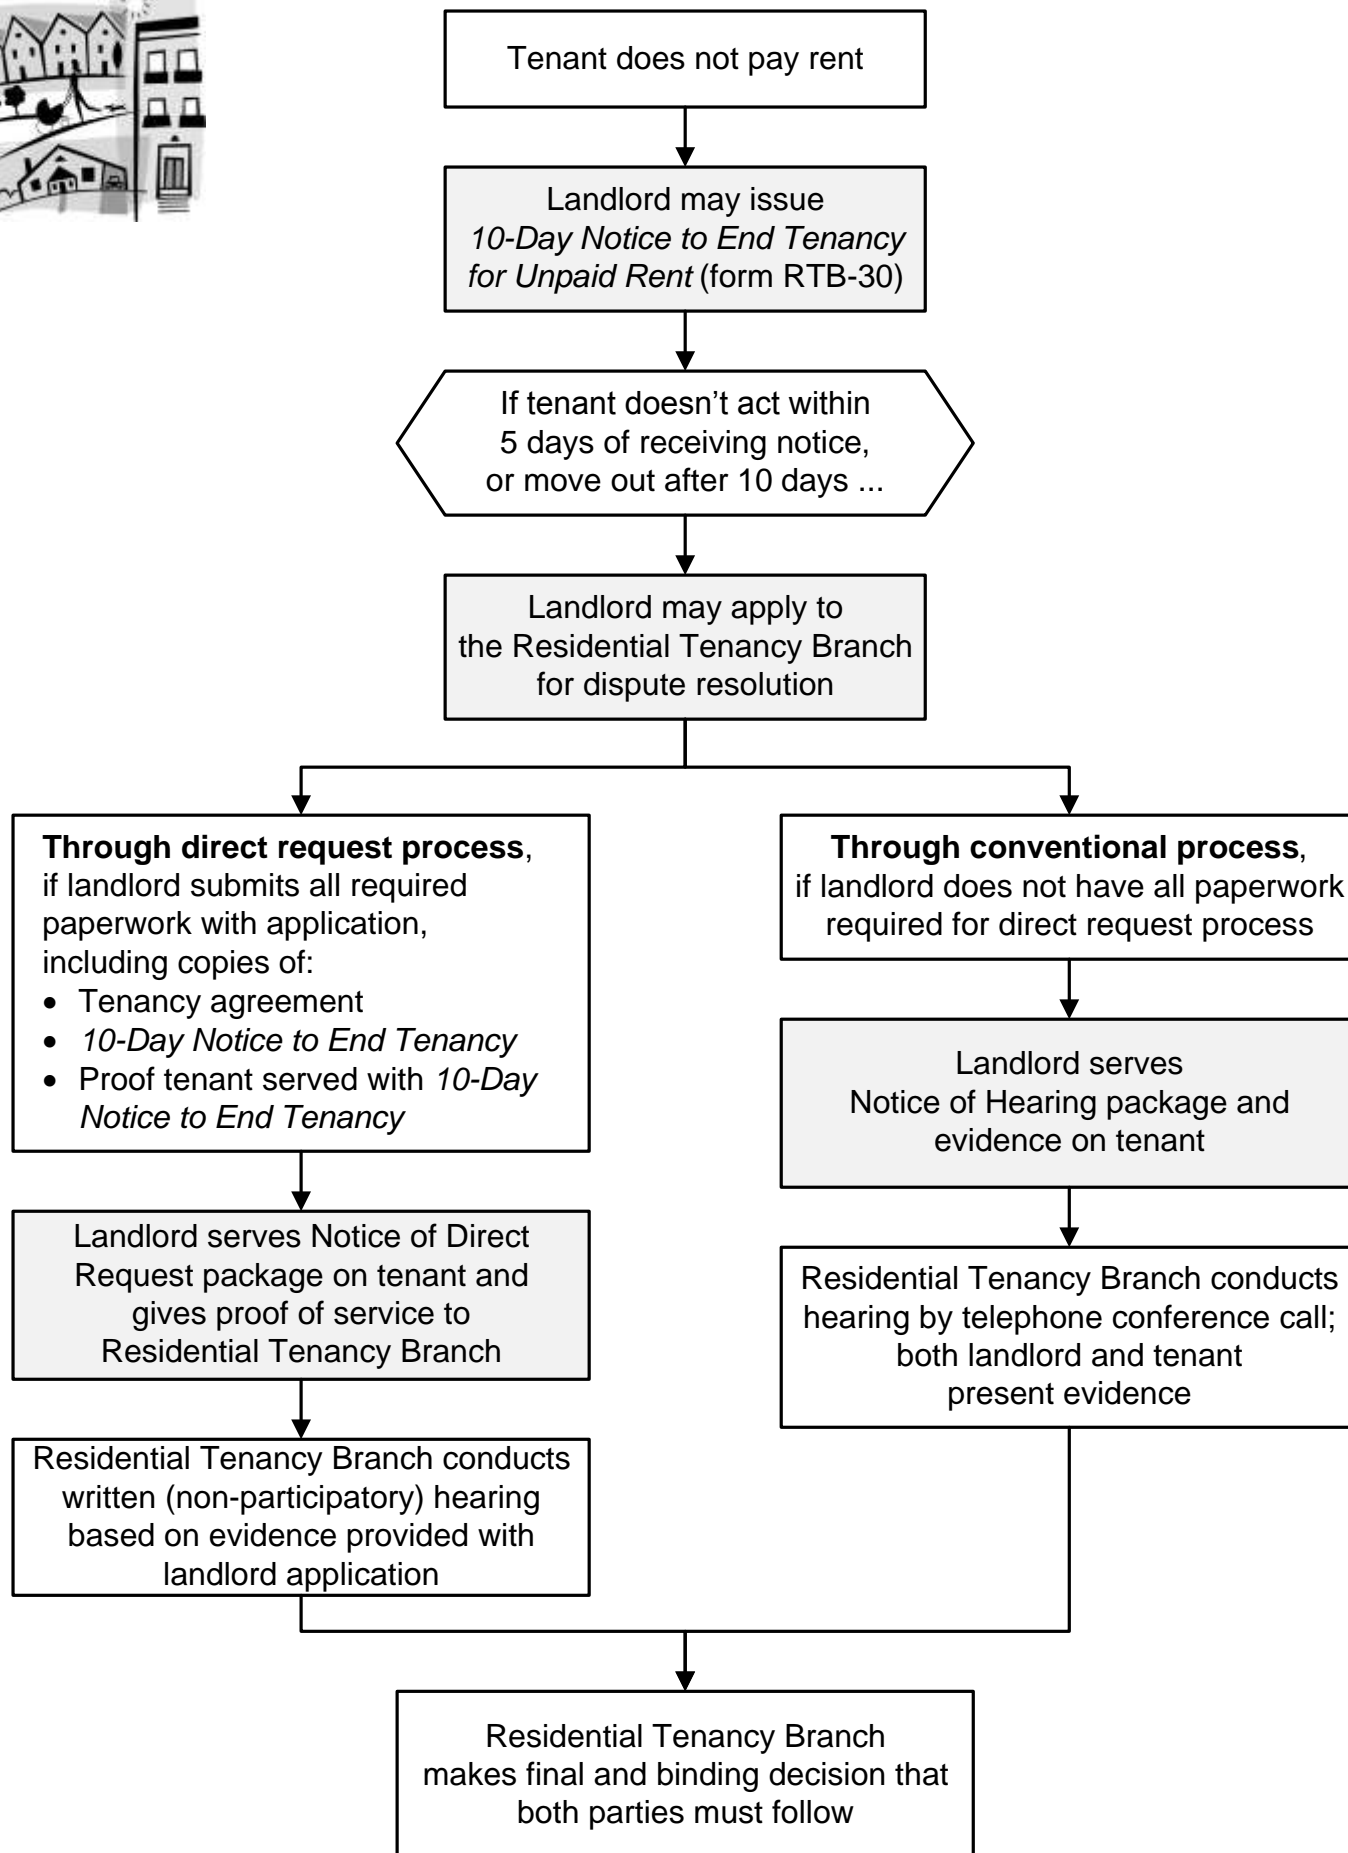 Tenant does not pay rent
Landlord may issue
10-Day Notice to End Tenancy
for Unpaid Rent (form RTB-30)
If tenant doesn’t act within
5 days of receiving notice,
or move out after 10 days ...
Landlord may apply to
the Residential Tenancy Branch
for dispute resolution
Through direct request process,
if landlord submits all required
paperwork with application,
including copies of:
• Tenancy agreement
• 10-Day Notice to End Tenancy
• Proof tenant served with 10-Day
Notice to End Tenancy
Landlord serves Notice of Direct
Request package on tenant and
gives proof of service to
Residential Tenancy Branch
Residential Tenancy Branch conducts
written (non-participatory) hearing
based on evidence provided with
landlord application
Through conventional process,
if landlord does not have all paperwork
required for direct request process
Landlord serves
Notice of Hearing package and
evidence on tenant
Residential Tenancy Branch conducts
hearing by telephone conference call;
both landlord and tenant
present evidence
Residential Tenancy Branch
makes final and binding decision that
both parties must follow